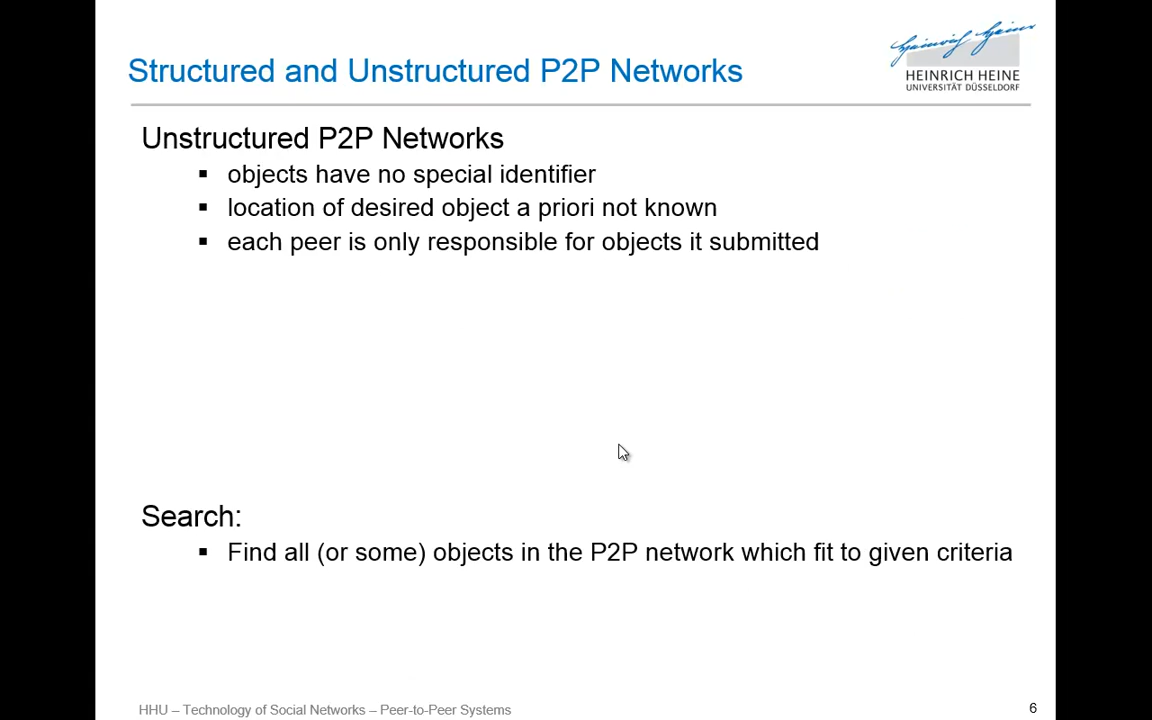 Structured and Unstructured P2P Networks
Heinrich Heine
HEINRICH HEINE
UNIVERSITÄT DÜSSELDORF
Unstructured P2P Networks
▪ objects have no special identifier
▪ location of desired object a priori not known
▪ each peer is only responsible for objects it submitted
Search:
▪ Find all (or some) objects in the P2P network which fit to given criteria
HHU – Technology of Social Networks – Peer-to-Peer Systems
6